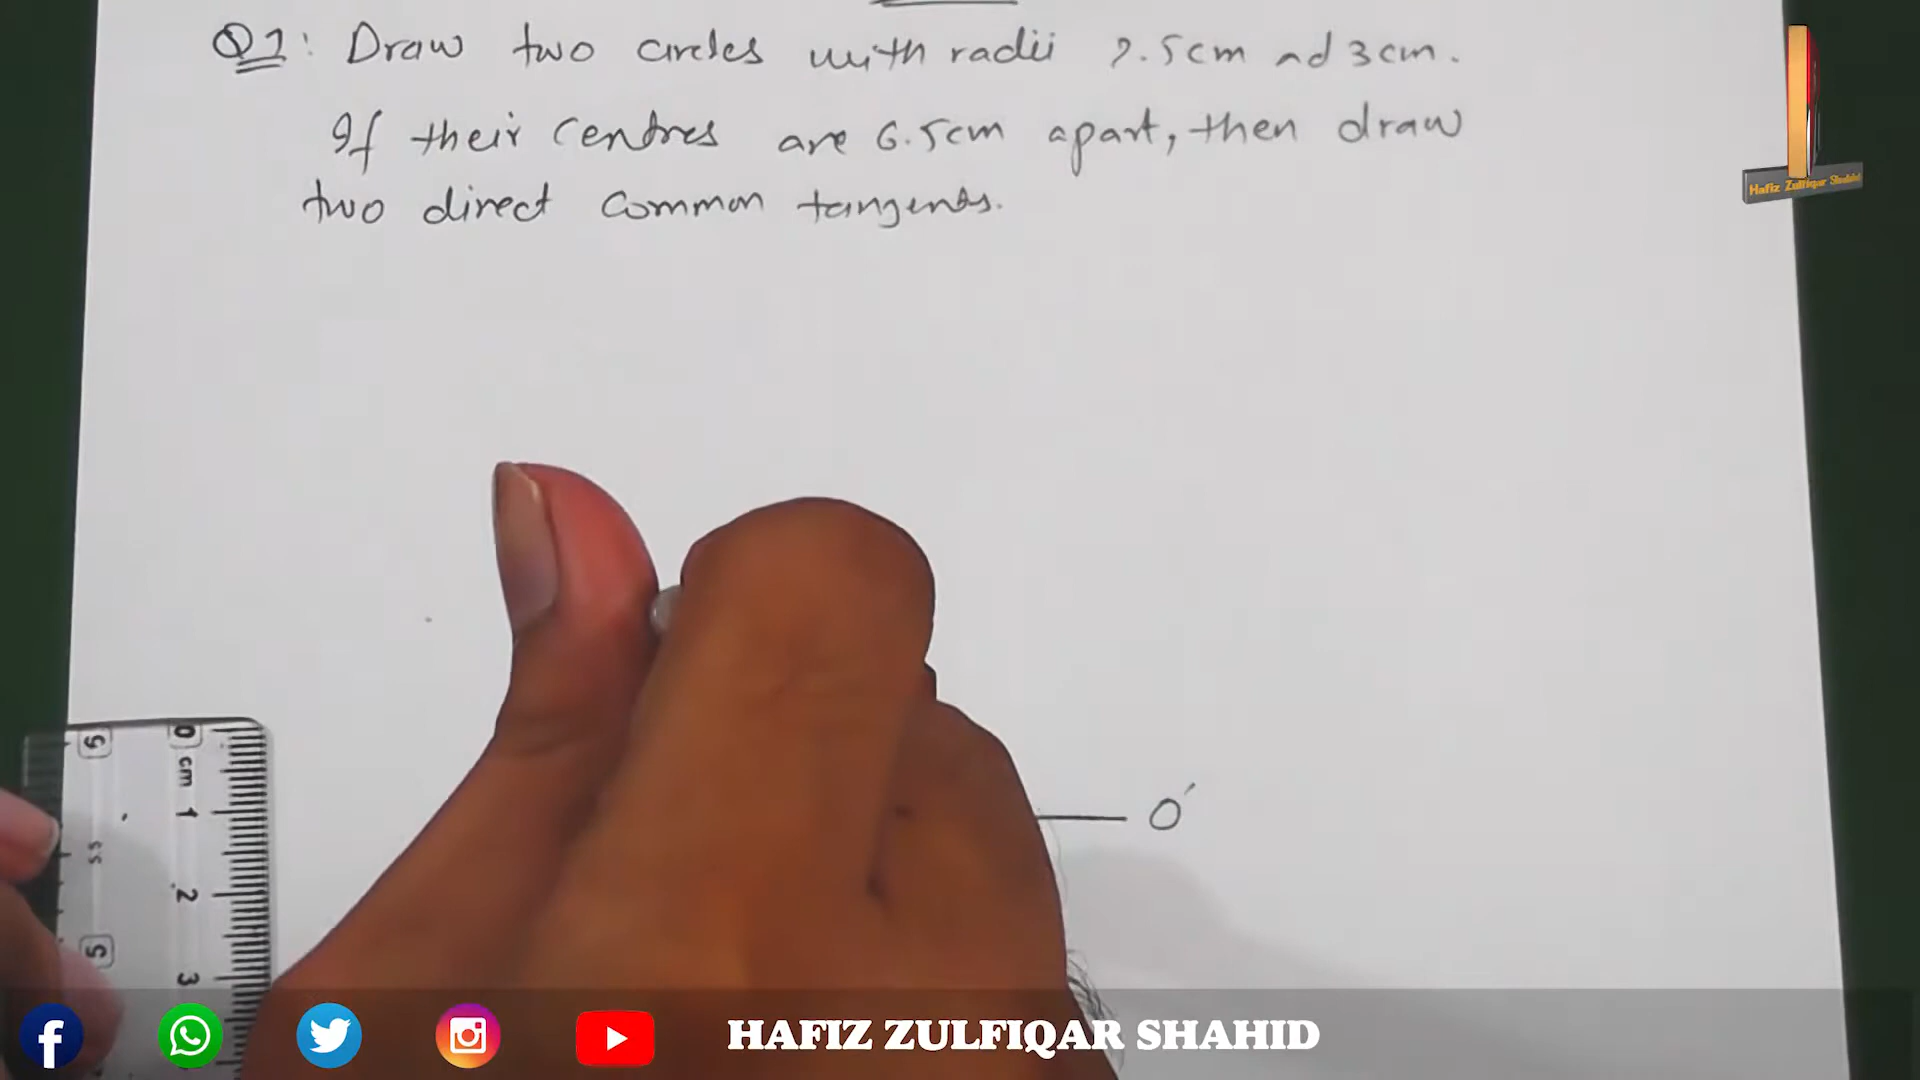 Q1: Draw two circles with radii 2.5cm nd 3cm.
If their centres are 6.5cm apart, then draw
two direct common tangents.
Hafiz Zulfiqar Shahid
O'
0 cm 1 2 3
HAFIZ ZULFIQAR SHAHID